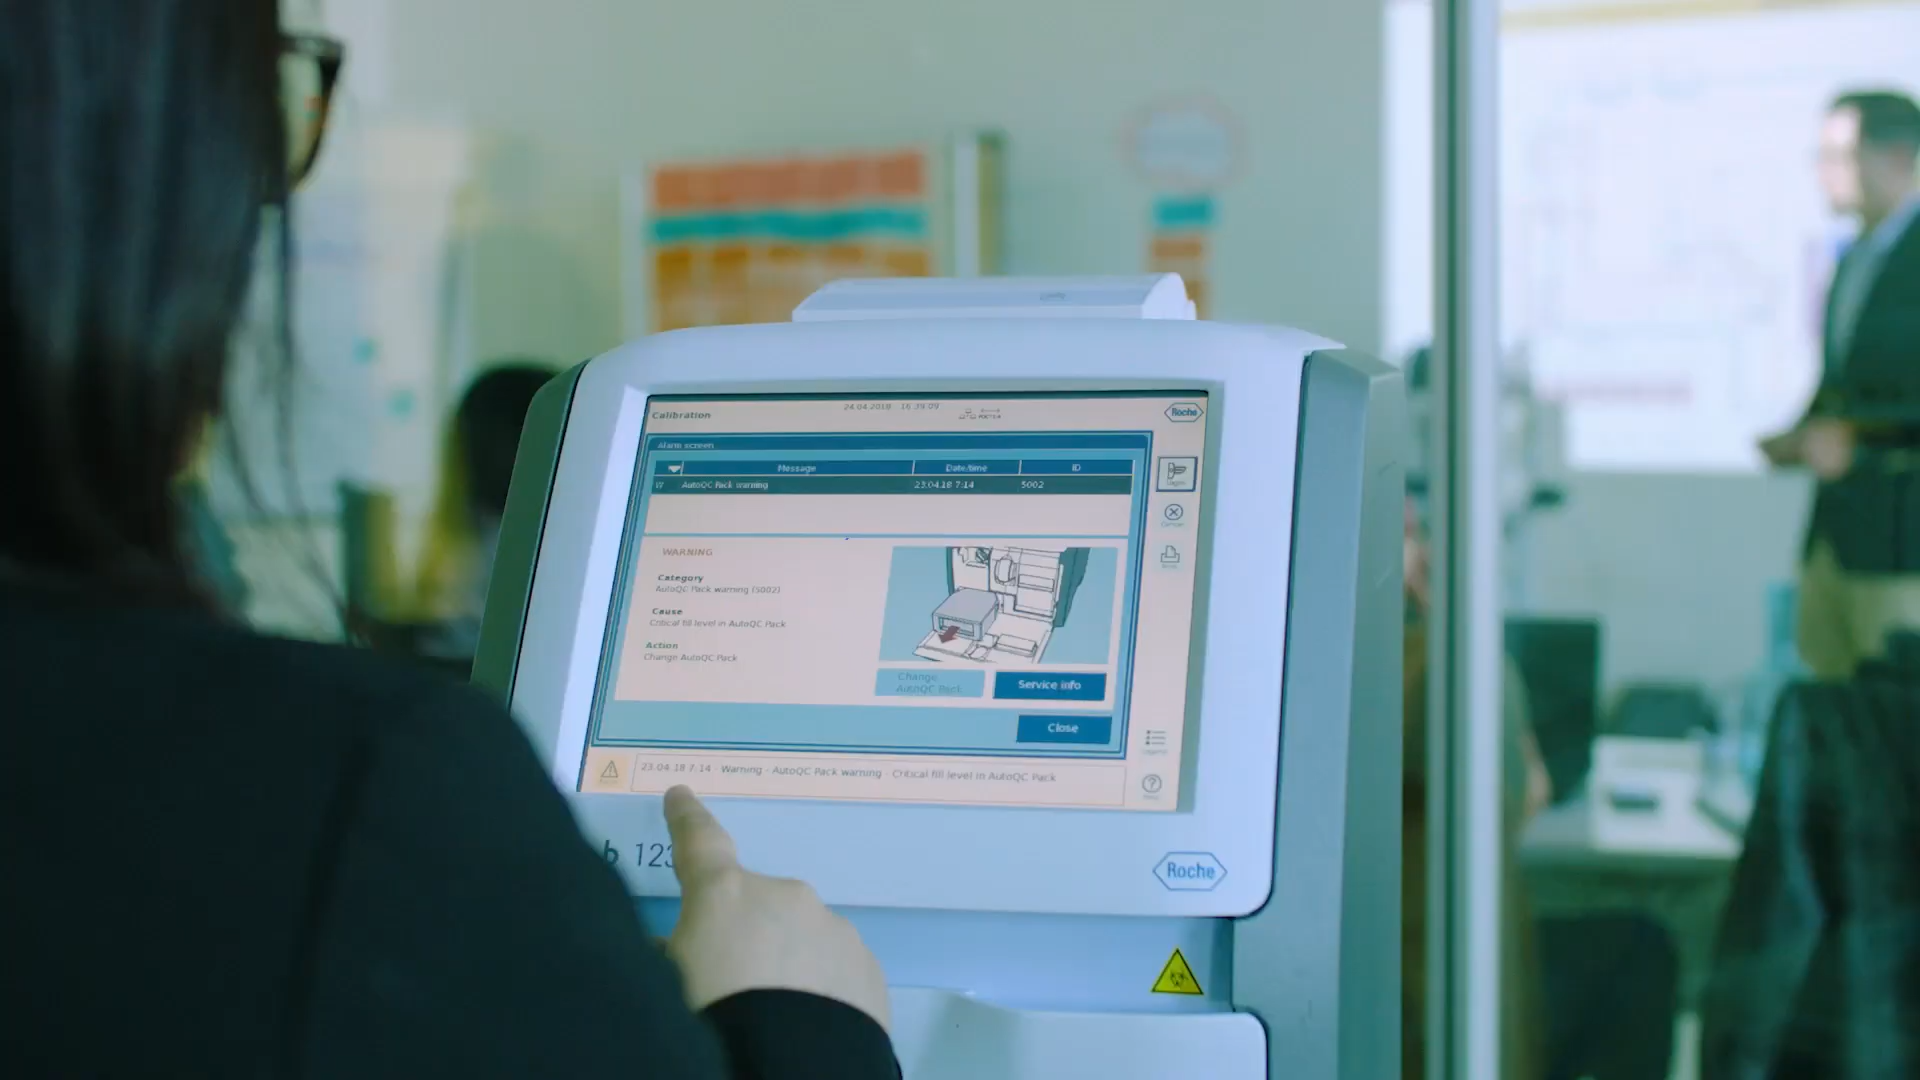 Calibration
24.04.2018 16:39:09
Roche
Alarm screen
Message
Date/time
ID
W
AutoQC Pack warning
23.04.18 7:14
5002
WARNING
Category
AutoQC Pack warning (5002)
Cause
Critical fill level in AutoQC Pack
Action
Change AutoQC Pack
Change
AutoQC Pack
Service info
Close
23.04.18 7:14 - Warning - AutoQC Pack warning - Critical fill level in AutoQC Pack
b 123
Roche